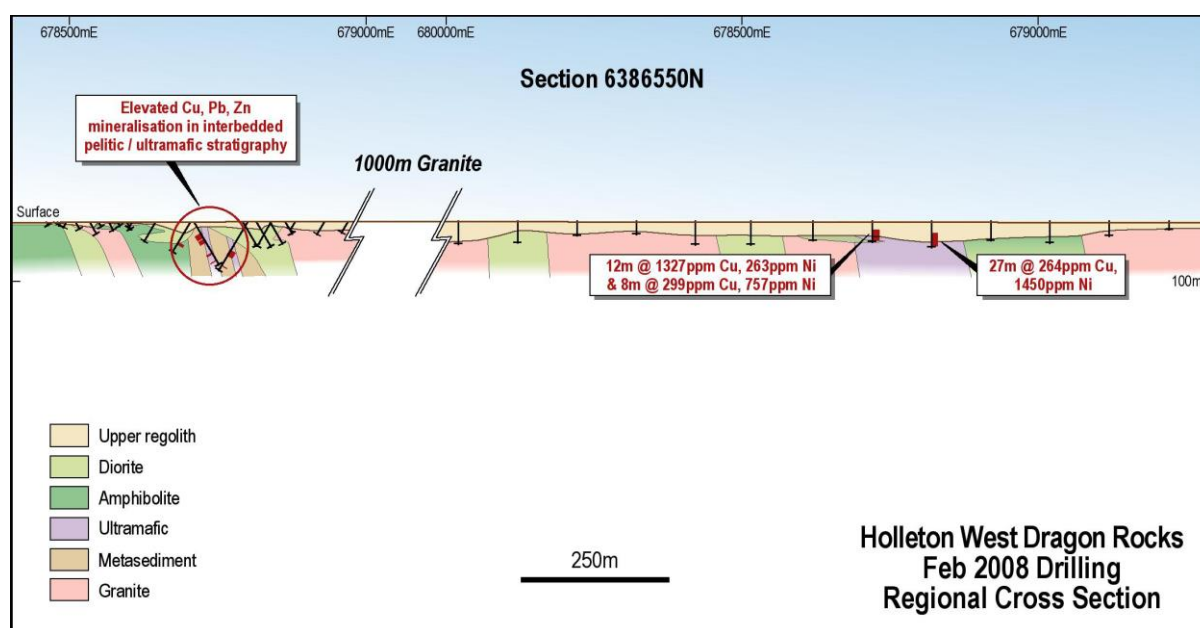 678500mE
679000mE
680000mE
678500mE
679000mE
Section 6386550N
Elevated Cu, Pb, Zn
mineralisation in interbedded
pelitic / ultramafic stratigraphy
1000m Granite
Surface
12m @ 1327ppm Cu, 263ppm Ni
& 8m @ 299ppm Cu, 757ppm Ni
27m @ 264ppm Cu,
1450ppm Ni
100m
Upper regolith
Diorite
Amphibolite
Ultramafic
Metasediment
Granite
250m
Holleton West Dragon Rocks
Feb 2008 Drilling
Regional Cross Section